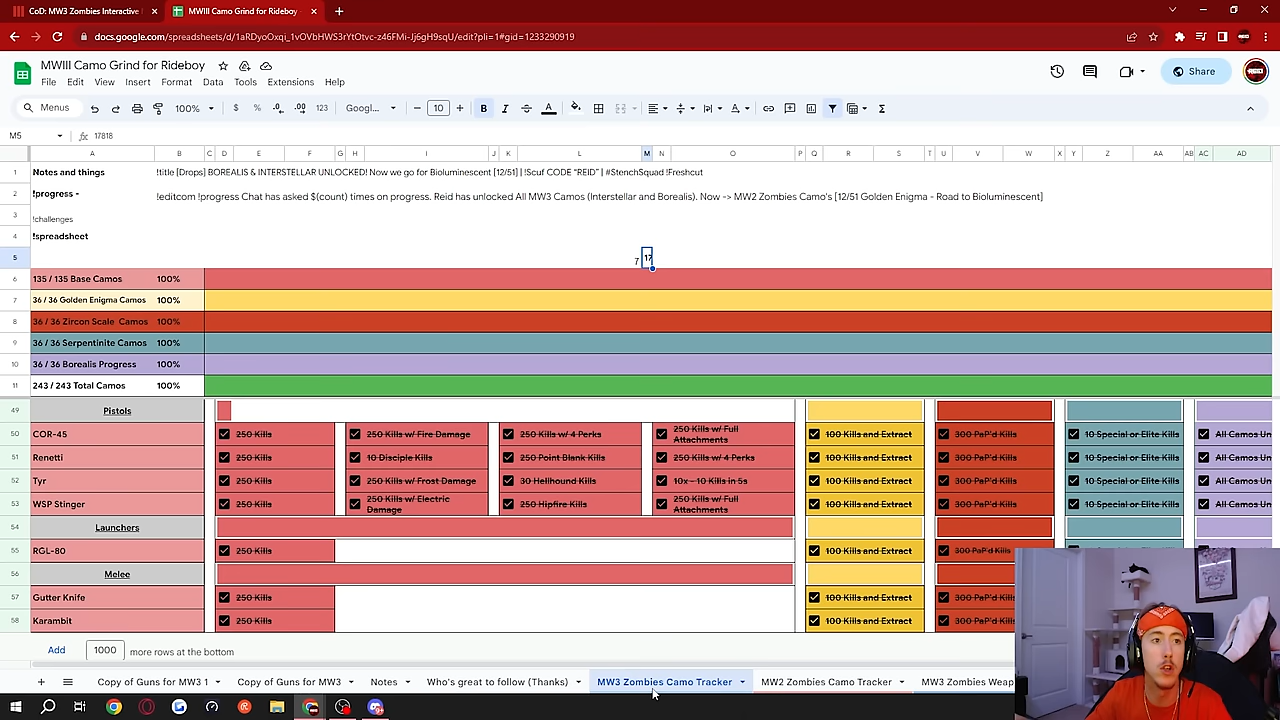 CoD: MW3 Zombies Interactive
MWIII Camo Grind for Rideboy
docs.google.com/spreadsheets/d/1aRDyoOxqi_1vOVbHWS3rYtOtvc-z46FMi-Jj6gH9sqU/edit?pli=1#gid=1233290919
MWIII Camo Grind for Rideboy
File Edit View Insert Format Data Tools Extensions Help
Share
Menus 100% $ % .0 .00 123 Googl... 10 B I A
M5 17818
A B C D E F G H I J K L M N O P Q R S T U V W X Y Z AA AB AC AD
1 Notes and things !title [Drops] BOREALIS & INTERSTELLAR UNLOCKED! Now we go for Bioluminescent [12/51] | !Scuf CODE “REID” | #StenchSquad !Freshcut
2 !progress - !editcom !progress Chat has asked $(count) times on progress. Reid has unlocked All MW3 Camos (Interstellar and Borealis). Now -> MW2 Zombies Camo's [12/51 Golden Enigma - Road to Bioluminescent]
3 !challenges
4 !spreadsheet
5 7 17
6 135 / 135 Base Camos 100%
7 36 / 36 Golden Enigma Camos 100%
8 36 / 36 Zircon Scale Camos 100%
9 36 / 36 Serpentinite Camos 100%
10 36 / 36 Borealis Progress 100%
11 243 / 243 Total Camos 100%
49 Pistols
50 COR-45 250 Kills 250 Kills w/ Fire Damage 250 Kills w/ 4 Perks 250 Kills w/ Full Attachments 100 Kills and Extract 300 PaP'd Kills 10 Special or Elite Kills All Camos Un
51 Renetti 250 Kills 10 Disciple Kills 250 Point Blank Kills 250 Kills w/ 4 Perks 100 Kills and Extract 300 PaP'd Kills 10 Special or Elite Kills All Camos Un
52 Tyr 250 Kills 250 Kills w/ Frost Damage 30 Hellhound Kills 10x - 10 Kills in 5s 100 Kills and Extract 300 PaP'd Kills 10 Special or Elite Kills All Camos Un
53 WSP Stinger 250 Kills 250 Kills w/ Electric Damage 250 Hipfire Kills 250 Kills w/ Full Attachments 100 Kills and Extract 300 PaP'd Kills 10 Special or Elite Kills All Camos Un
54 Launchers
55 RGL-80 250 Kills 100 Kills and Extract 300 PaP'd Kills
56 Melee
57 Gutter Knife 250 Kills 100 Kills and Extract 300 PaP'd Kills
58 Karambit 250 Kills 100 Kills and Extract 300 PaP'd Kills
Add 1000 more rows at the bottom
Copy of Guns for MW3 1 Copy of Guns for MW3 Notes Who's great to follow (Thanks) MW3 Zombies Camo Tracker MW2 Zombies Camo Tracker MW3 Zombies Weap